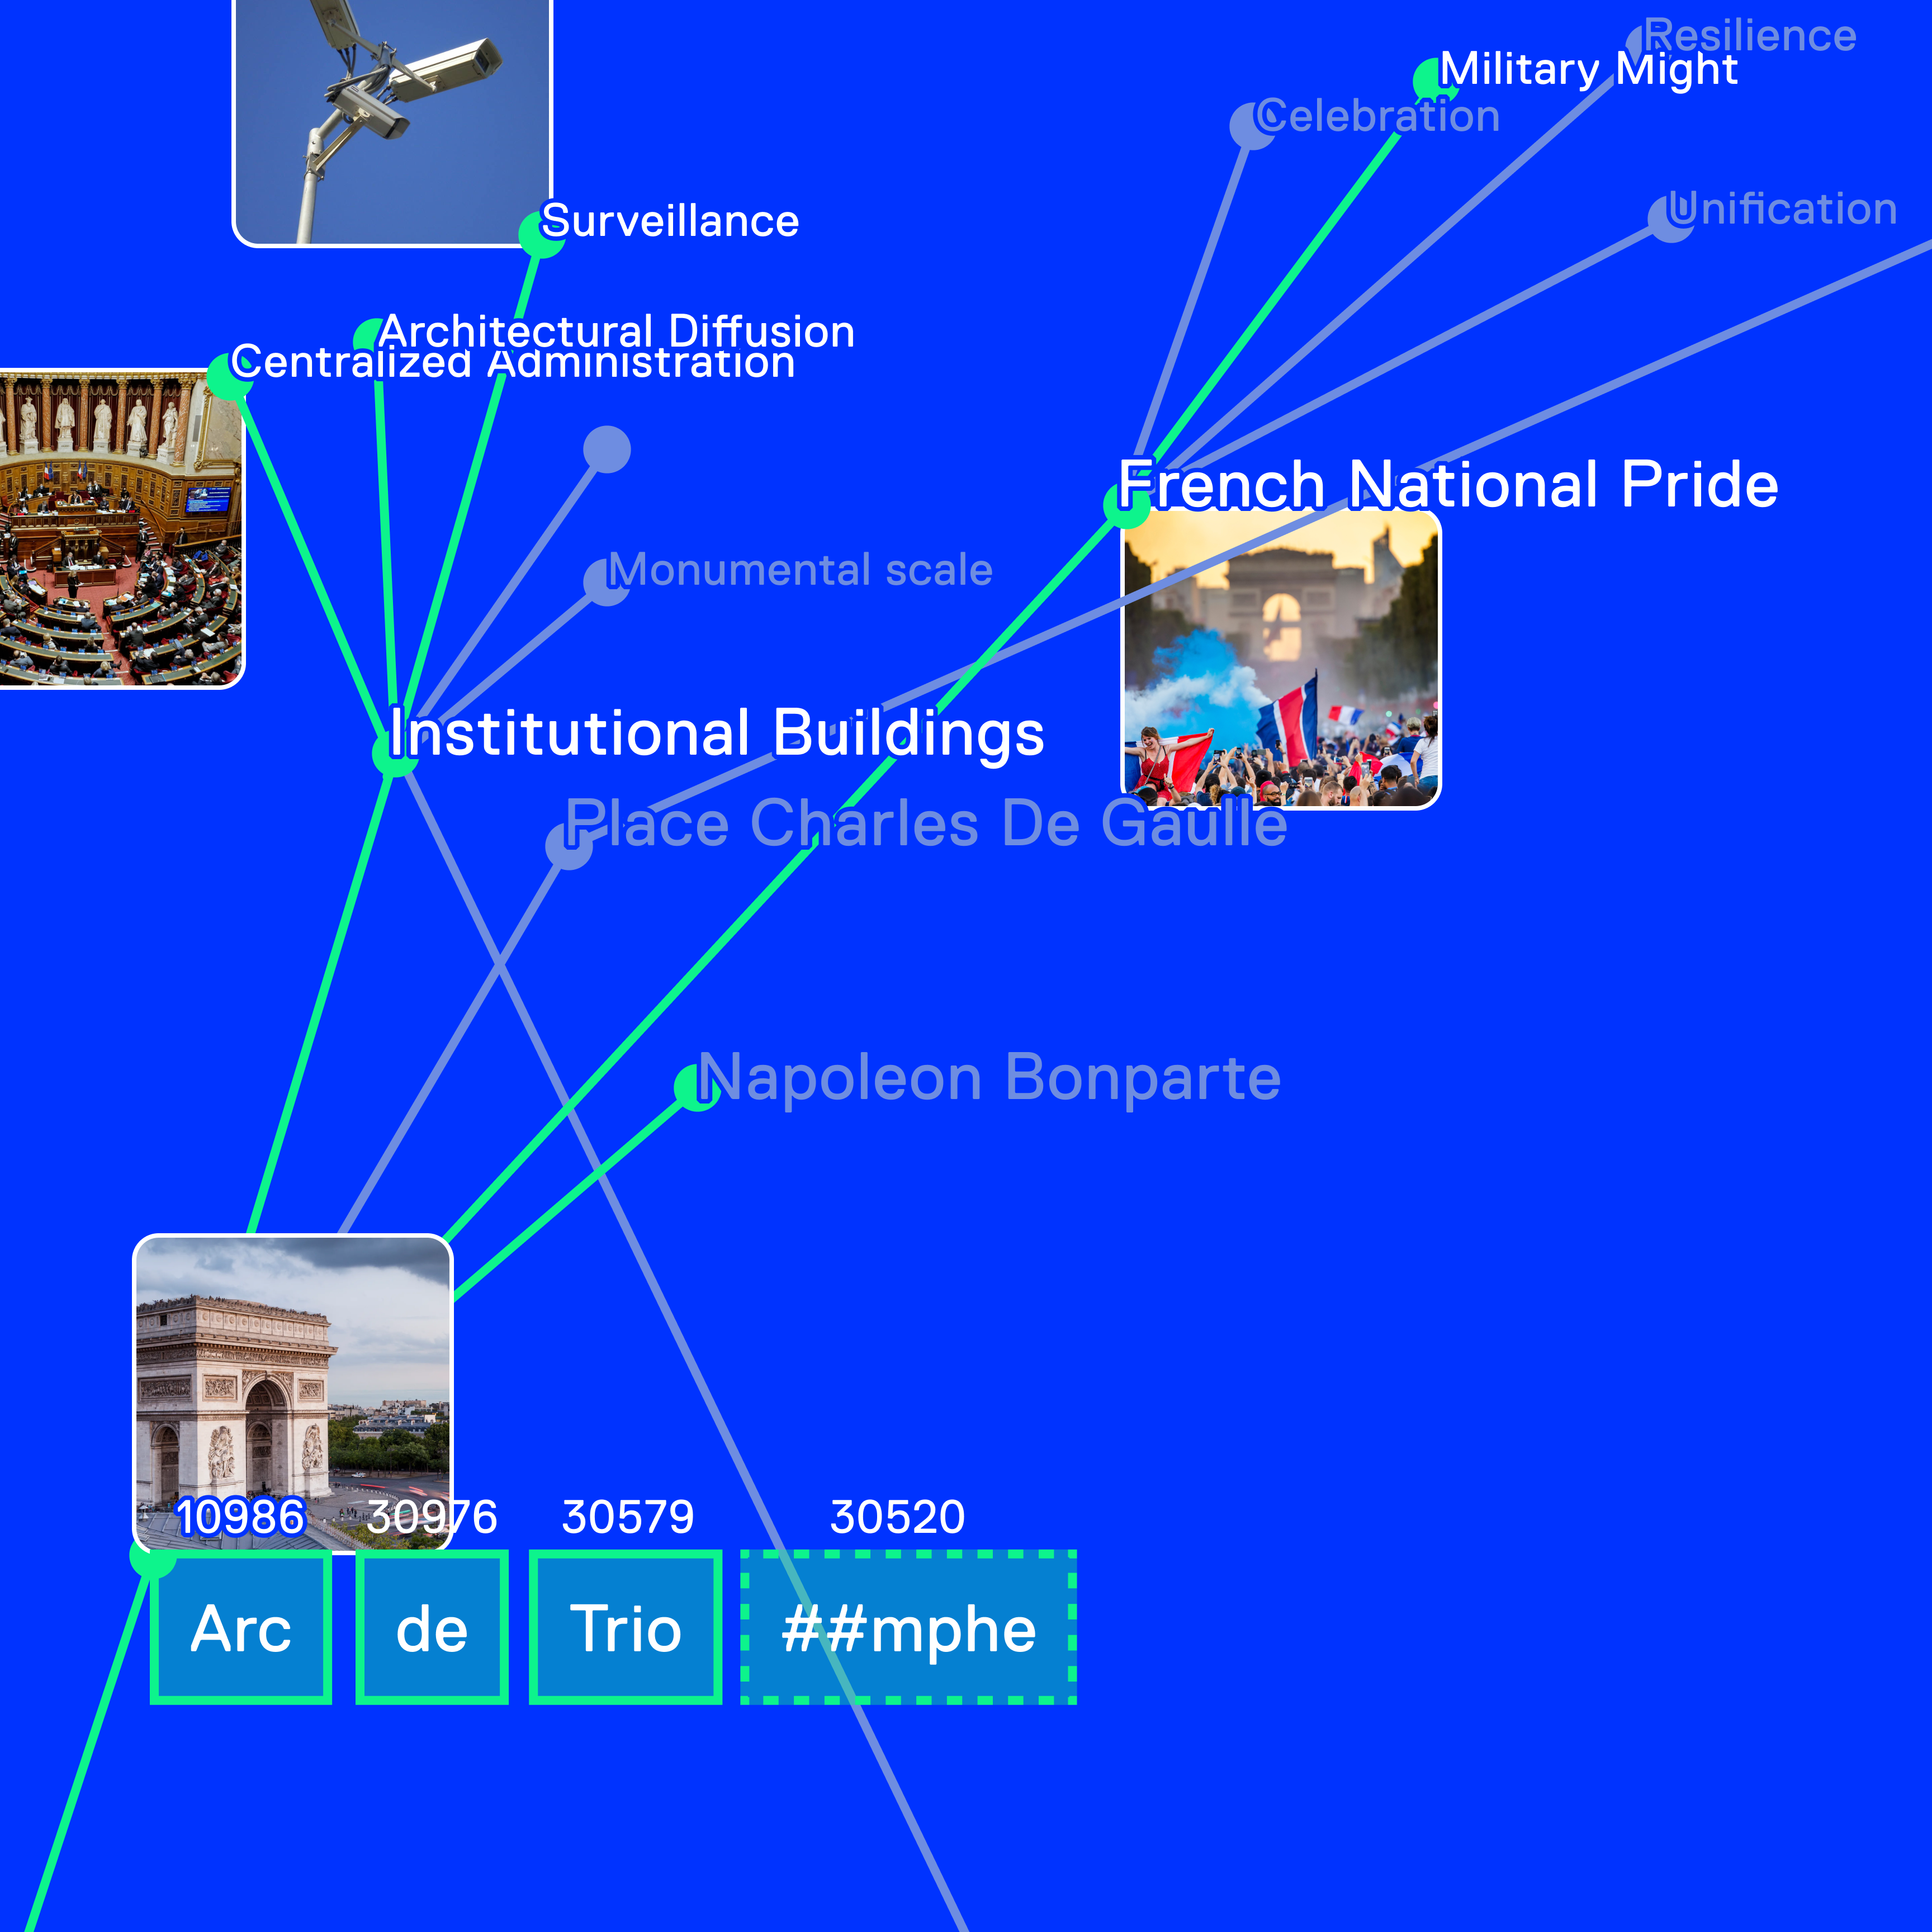 Resilience
Military Might
Celebration
Unification
Surveillance
Architectural Diffusion
Centralized Administration
French National Pride
Monumental scale
Institutional Buildings
Place Charles De Gaulle
Napoleon Bonparte
10986 30976 30579 30520
Arc de Trio ##mphe